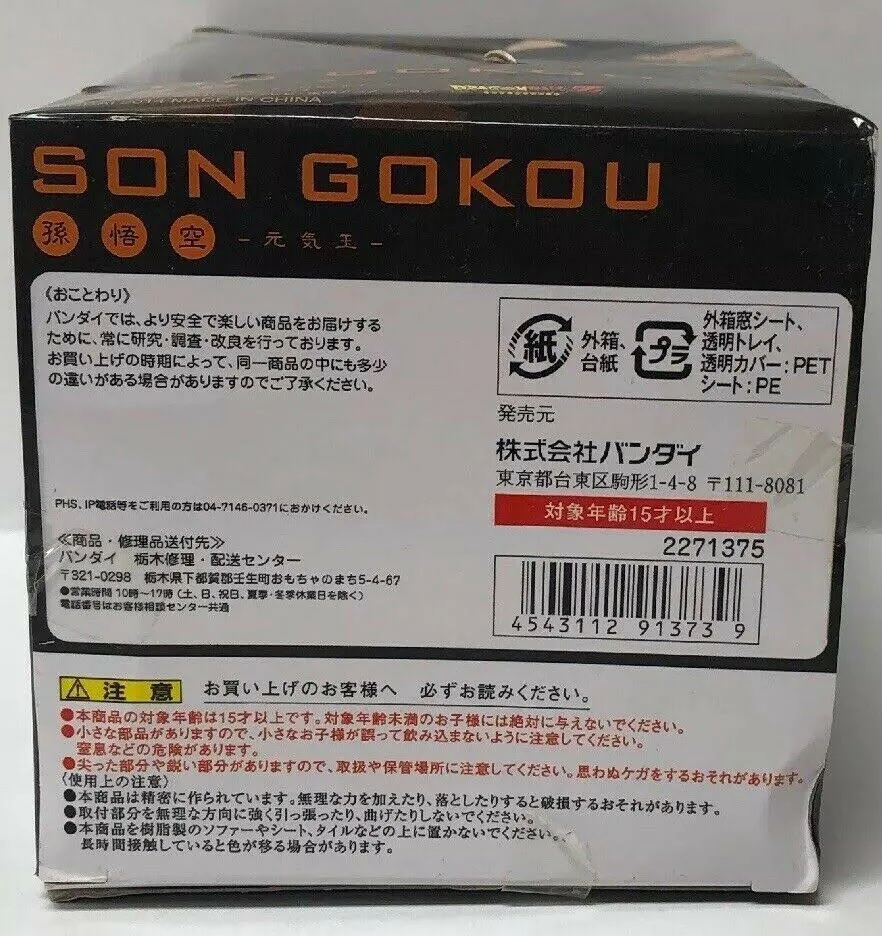 MADE IN CHINA
SON GOKOU
孫 悟 空 -元気玉-
《おことわり》
バンダイでは、より安全で楽しい商品をお届けする
ために、常に研究・調査・改良を行っております。
お買い上げの時期によって、同一商品の中にも多少
の違いがある場合がありますのでご了承ください。
PHS、IP電話等をご利用の方は04-7146-0371におかけください。
≪商品・修理品送付先≫
バンダイ 栃木修理・配送センター
〒321-0298 栃木県下都賀郡壬生町おもちゃのまち5-4-67
●営業時間 10時〜17時(土、日、祝日、夏季・冬季休業日を除く)
電話番号はお客様相談センター共通
紙 外箱、
台紙
プラ 外箱窓シート、
透明トレイ、
透明カバー:PET
シート:PE
発売元
株式会社バンダイ
東京都台東区駒形1-4-8 〒111-8081
対象年齢15才以上
2271375
4543112 91373 9
注 意 お買い上げのお客様へ 必ずお読みください。
●本商品の対象年齢は15才以上です。対象年齢未満のお子様には絶対に与えないでください。
●小さな部品がありますので、小さなお子様が誤って飲み込まないように注意してください。
窒息などの危険があります。
●尖った部分や鋭い部分がありますので、取扱や保管場所に注意してください。思わぬケガをするおそれがあります。
〈使用上の注意〉
●本商品は精密に作られています。無理な力を加えたり、落としたりすると破損するおそれがあります。
●取付部分を無理な方向に強く引っ張ったり、曲げたりしないでください。
●本商品を樹脂製のソファーやシート、タイルなどの上に置かないでください。
長時間接触していると色が移る場合があります。